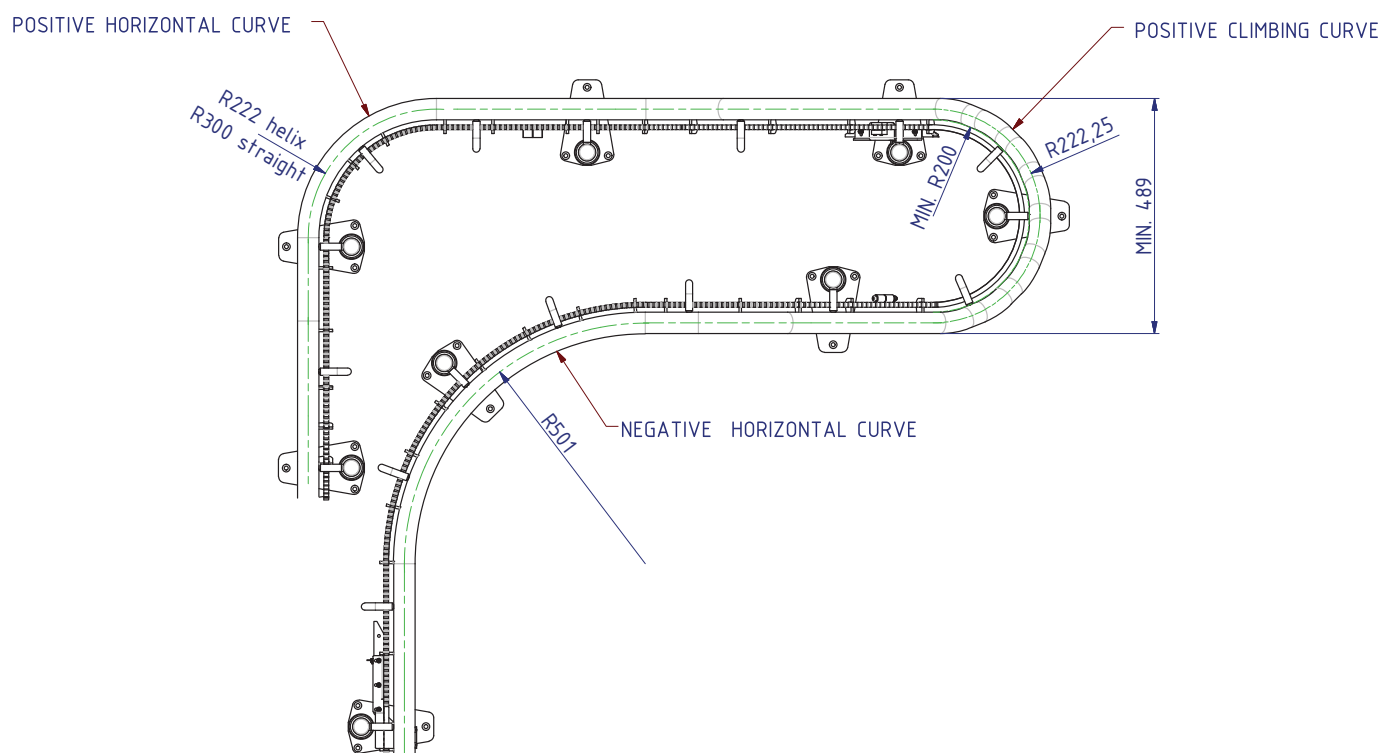 POSITIVE HORIZONTAL CURVE
POSITIVE CLIMBING CURVE
R222 helix
R300 straight
MIN. R200
R222,25
MIN. 489
R501
NEGATIVE HORIZONTAL CURVE